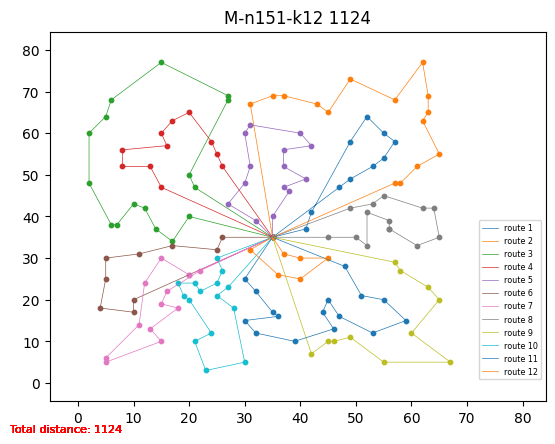 M-n151-k12 1124
80
70
60
50
40
30
20
10
0
route 1
route 2
route 3
route 4
route 5
route 6
route 7
route 8
route 9
route 10
route 11
route 12
0 10 20 30 40 50 60 70 80
Total distance: 1124